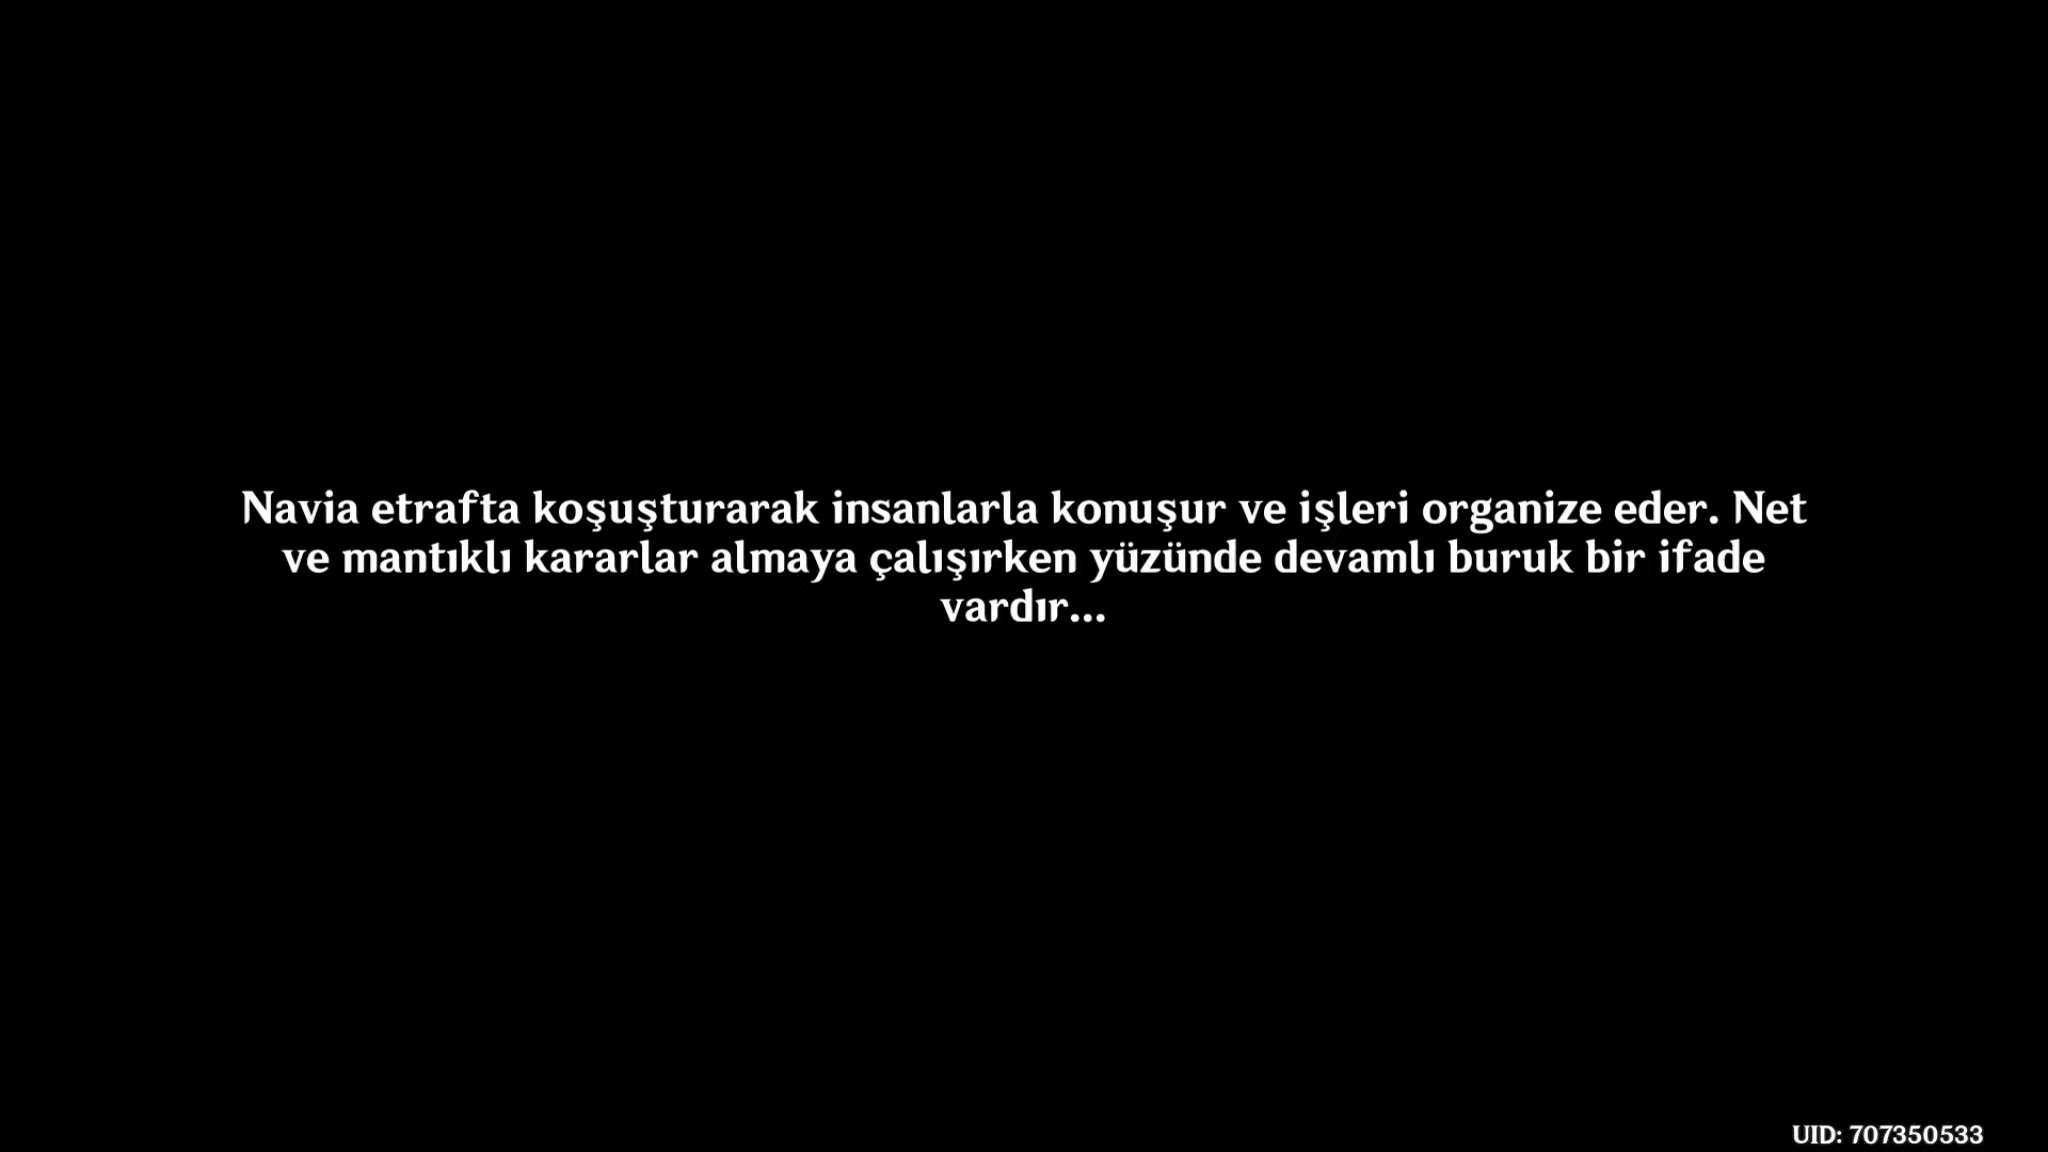 Navia etrafta koşuşturarak insanlarla konuşur ve işleri organize eder. Net
ve mantıklı kararlar almaya çalışırken yüzünde devamlı buruk bir ifade
vardır...
UID: 707350533